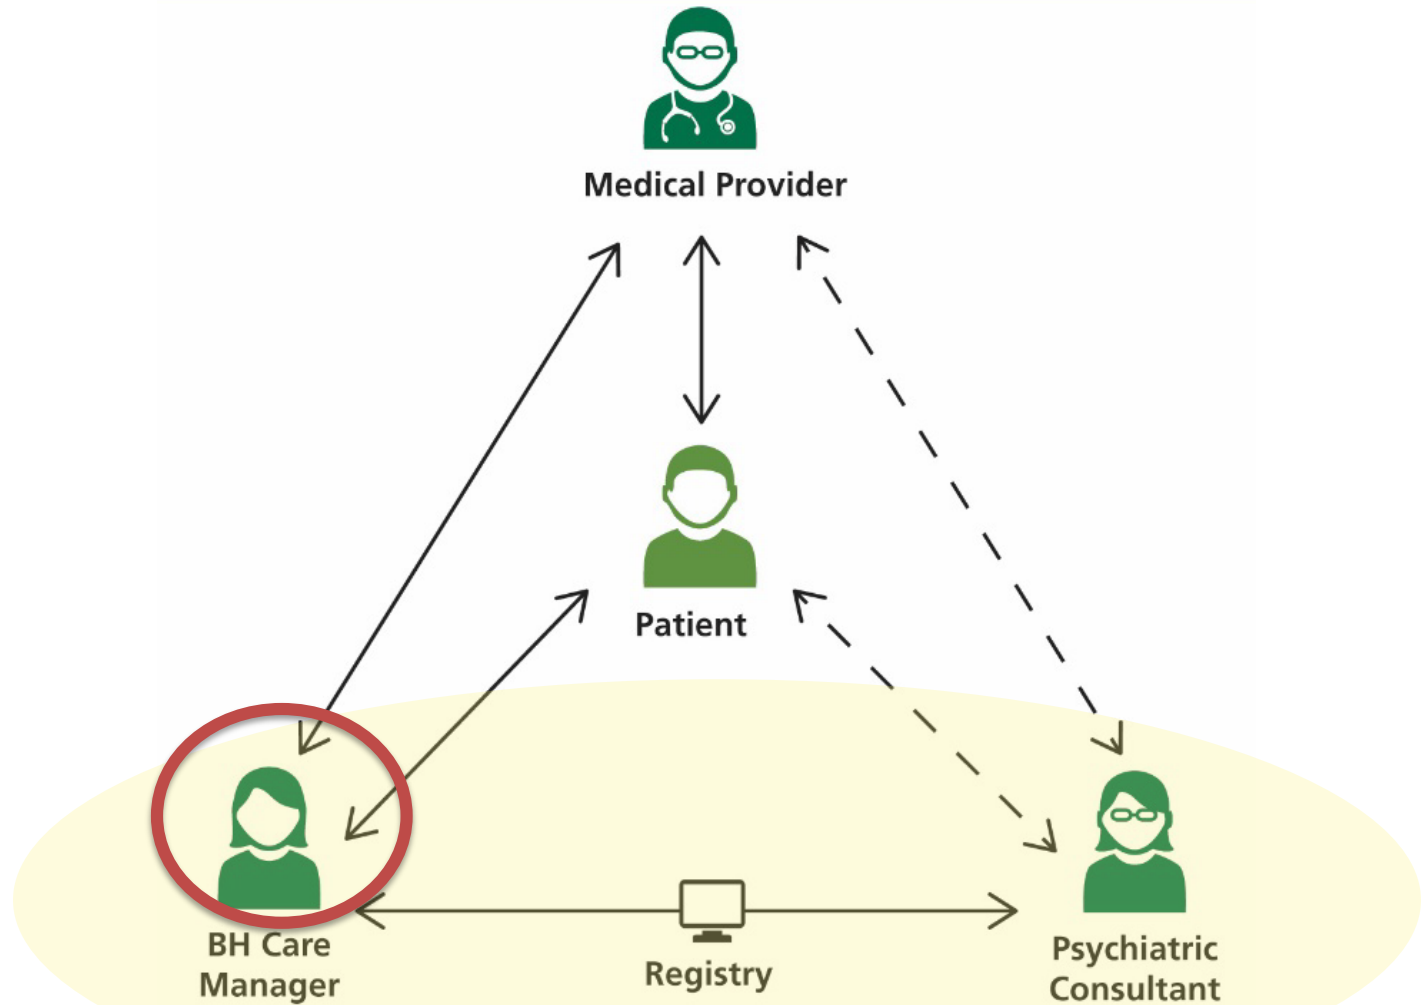 Medical Provider
Patient
BH Care
Manager
Registry
Psychiatric
Consultant